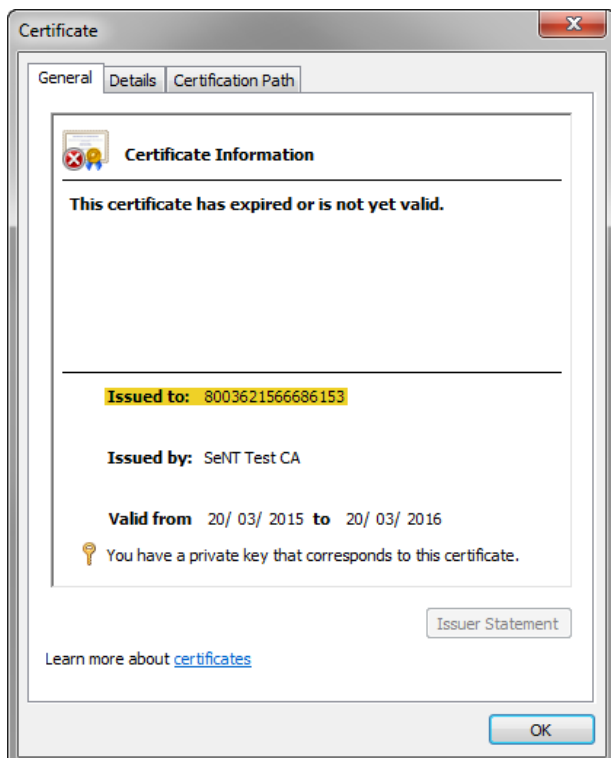 Certificate
General Details Certification Path
Certificate Information
This certificate has expired or is not yet valid.
Issued to: 8003621566686153
Issued by: SeNT Test CA
Valid from 20/ 03/ 2015 to 20/ 03/ 2016
You have a private key that corresponds to this certificate.
Issuer Statement
Learn more about certificates
OK